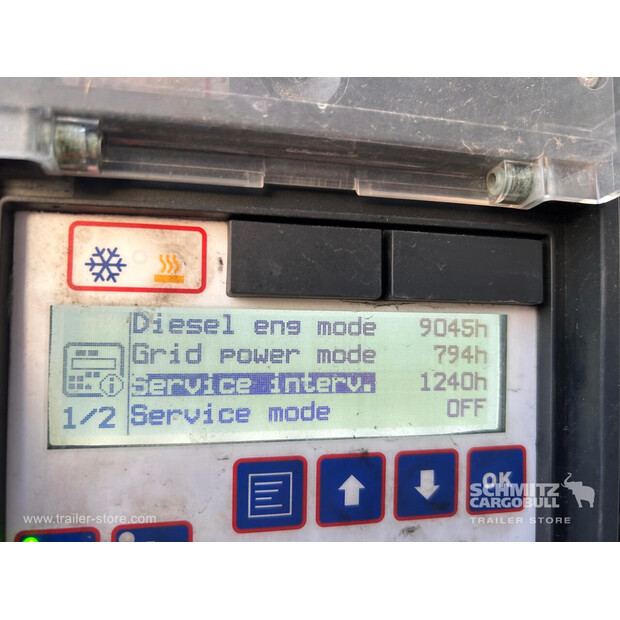 Diesel eng mode 9045h
Grid power mode 794h
Service interv. 1240h
1/2 Service mode OFF
OK
SCHMITZ
CARGOBULL
TRAILER STORE
www.trailer-store.com